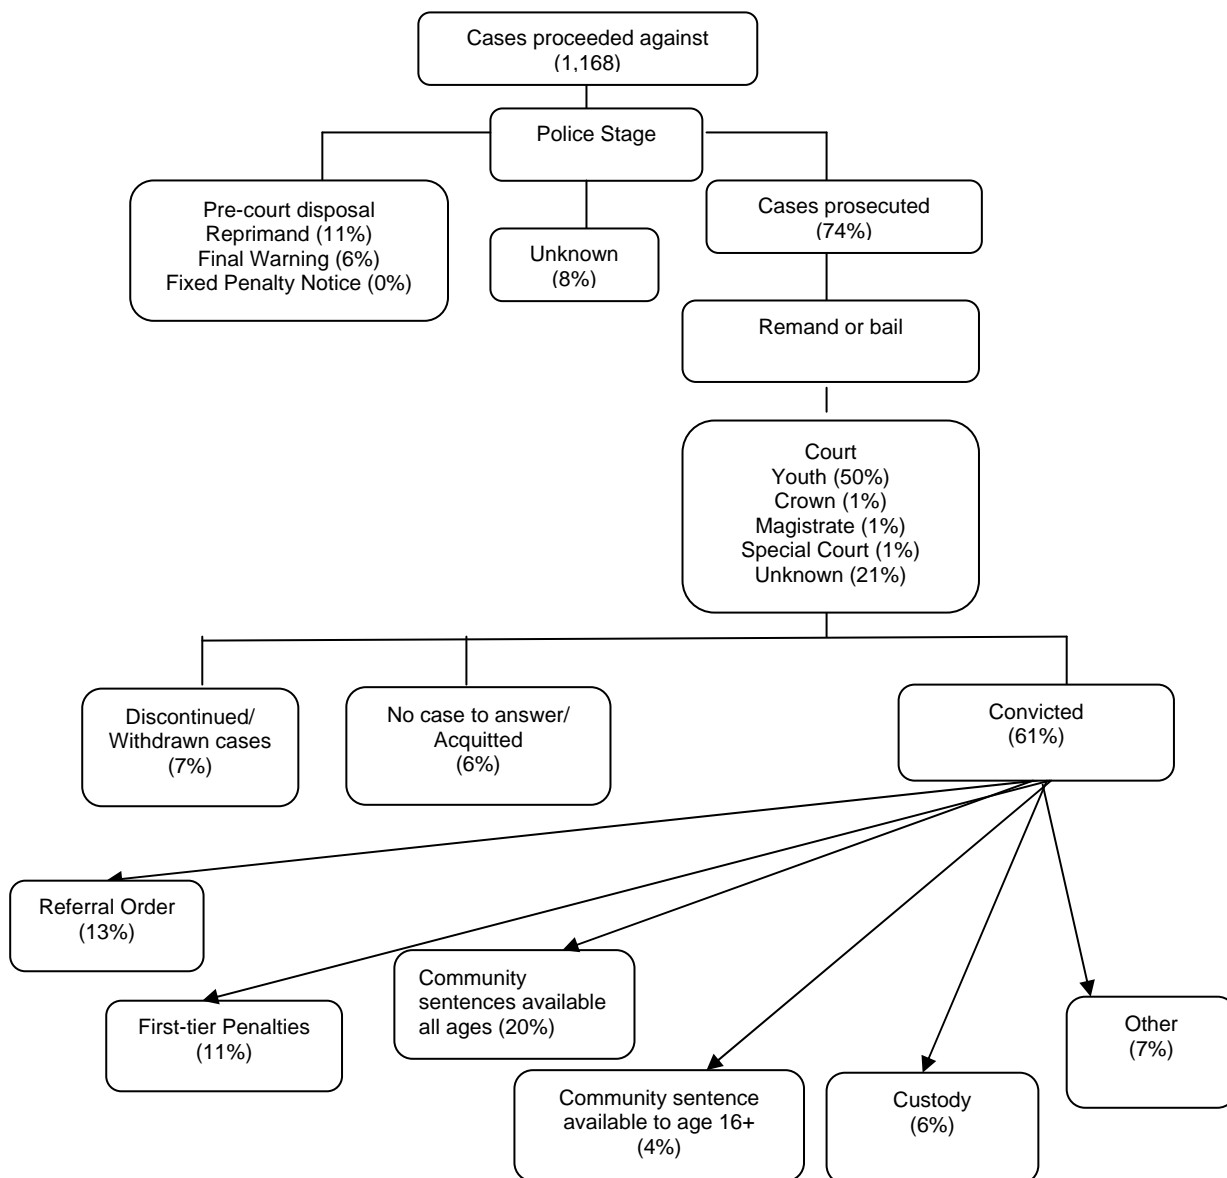 Cases proceeded against
(1,168)
Police Stage
Pre-court disposal
Reprimand (11%)
Final Warning (6%)
Fixed Penalty Notice (0%)
Unknown
(8%)
Cases prosecuted
(74%)
Remand or bail
Court
Youth (50%)
Crown (1%)
Magistrate (1%)
Special Court (1%)
Unknown (21%)
Discontinued/
Withdrawn cases
(7%)
No case to answer/
Acquitted
(6%)
Convicted
(61%)
Referral Order
(13%)
First-tier Penalties
(11%)
Community
sentences available
all ages (20%)
Community sentence
available to age 16+
(4%)
Custody
(6%)
Other
(7%)